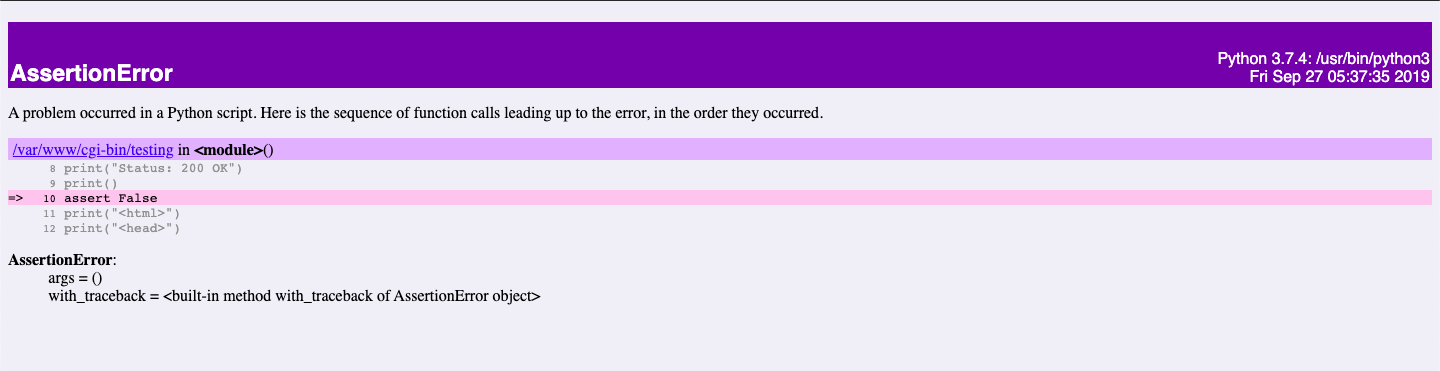 AssertionError
Python 3.7.4: /usr/bin/python3
Fri Sep 27 05:37:35 2019
A problem occurred in a Python script. Here is the sequence of function calls leading up to the error, in the order they occurred.
/var/www/cgi-bin/testing in <module>()
8 print("Status: 200 OK")
9 print()
=> 10 assert False
11 print("<html>")
12 print("<head>")
AssertionError:
args = ()
with_traceback = <built-in method with_traceback of AssertionError object>